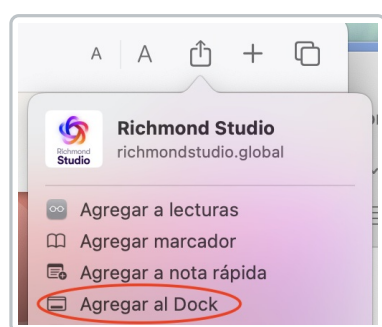 A A
Richmond Studio
richmondstudio.global
Richmond
Studio
Agregar a lecturas
Agregar marcador
Agregar a nota rápida
Agregar al Dock